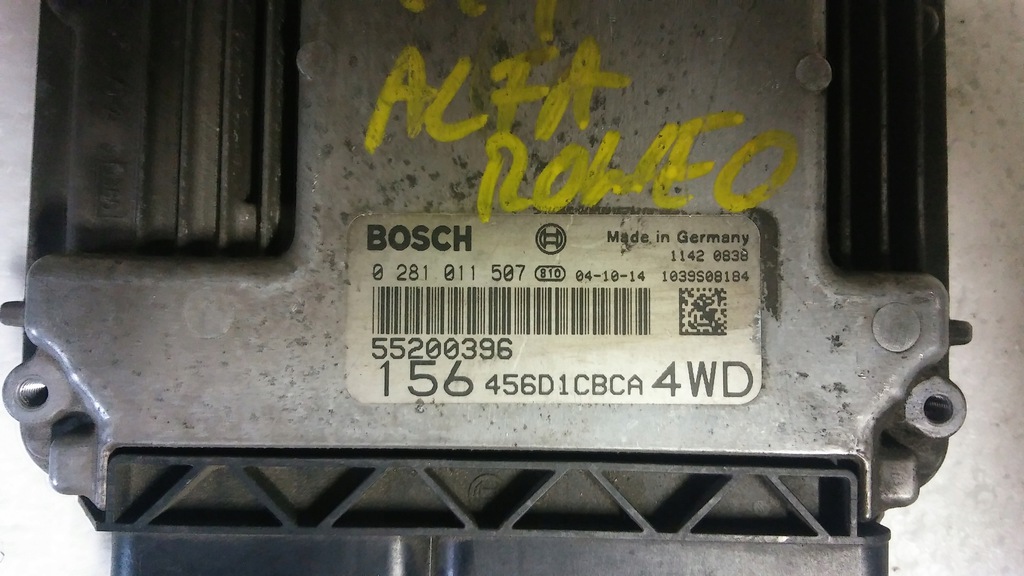 ALFA
ROMEO
BOSCH Made in Germany
1142 0838
0 281 011 507 810 04-10-14 1039S08184
55200396
156 456D1CBCA 4WD